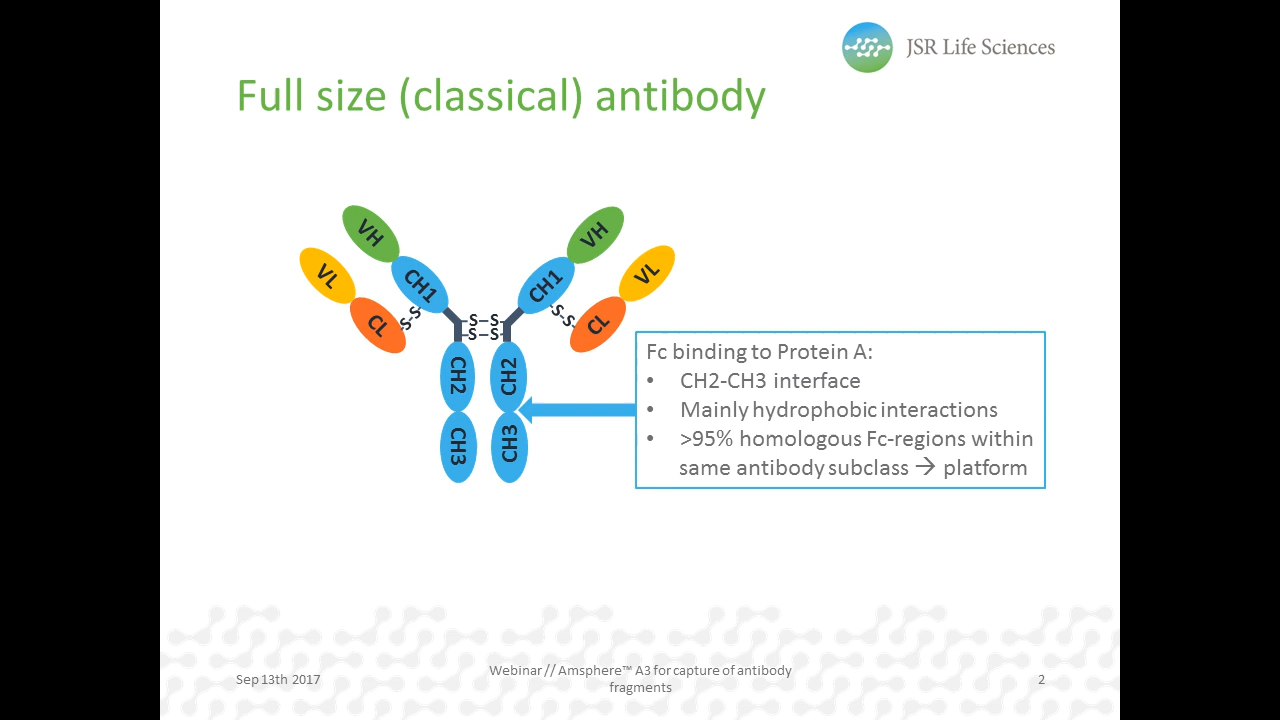 JSR Life Sciences
Full size (classical) antibody
VH
VH
VL
CH1
CH1
VL
CL
S-S
S-S
CL
S–S
S–S
CH2
CH2
CH3
CH3
Fc binding to Protein A:
• CH2-CH3 interface
• Mainly hydrophobic interactions
• >95% homologous Fc-regions within
same antibody subclass → platform
Sep 13th 2017
Webinar // Amsphere™ A3 for capture of antibody
fragments
2